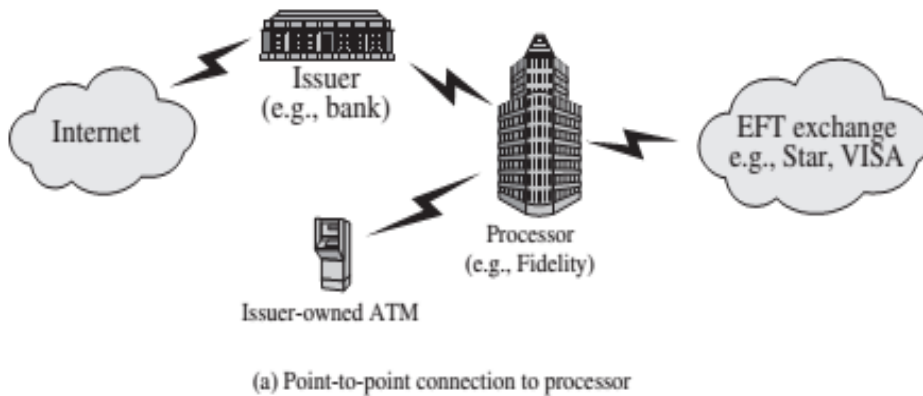 Internet
Issuer
(e.g., bank)
EFT exchange
e.g., Star, VISA
Processor
(e.g., Fidelity)
Issuer-owned ATM
(a) Point-to-point connection to processor